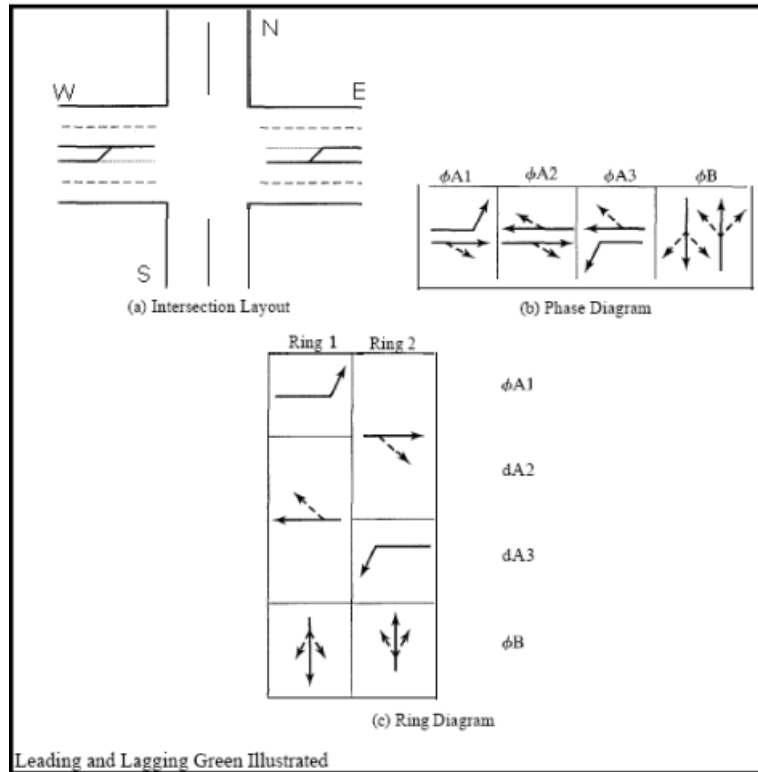 N
W
E
S
(a) Intersection Layout
ϕA1 ϕA2 ϕA3 ϕB
(b) Phase Diagram
Ring 1 Ring 2
ϕA1
dA2
dA3
ϕB
(c) Ring Diagram
Leading and Lagging Green Illustrated